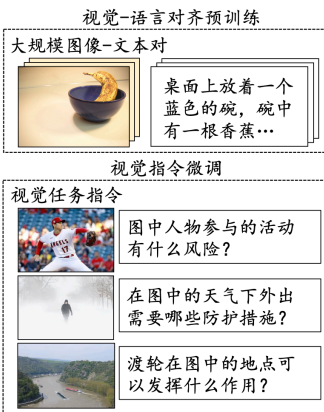 视觉-语言对齐预训练
大规模图像-文本对
桌面上放着一个
蓝色的碗，碗中
有一根香蕉…
视觉指令微调
视觉任务指令
图中人物参与的活动
有什么风险？
在图中的天气下外出
需要哪些防护措施？
渡轮在图中的地点可
以发挥什么作用？
ANGELS
17